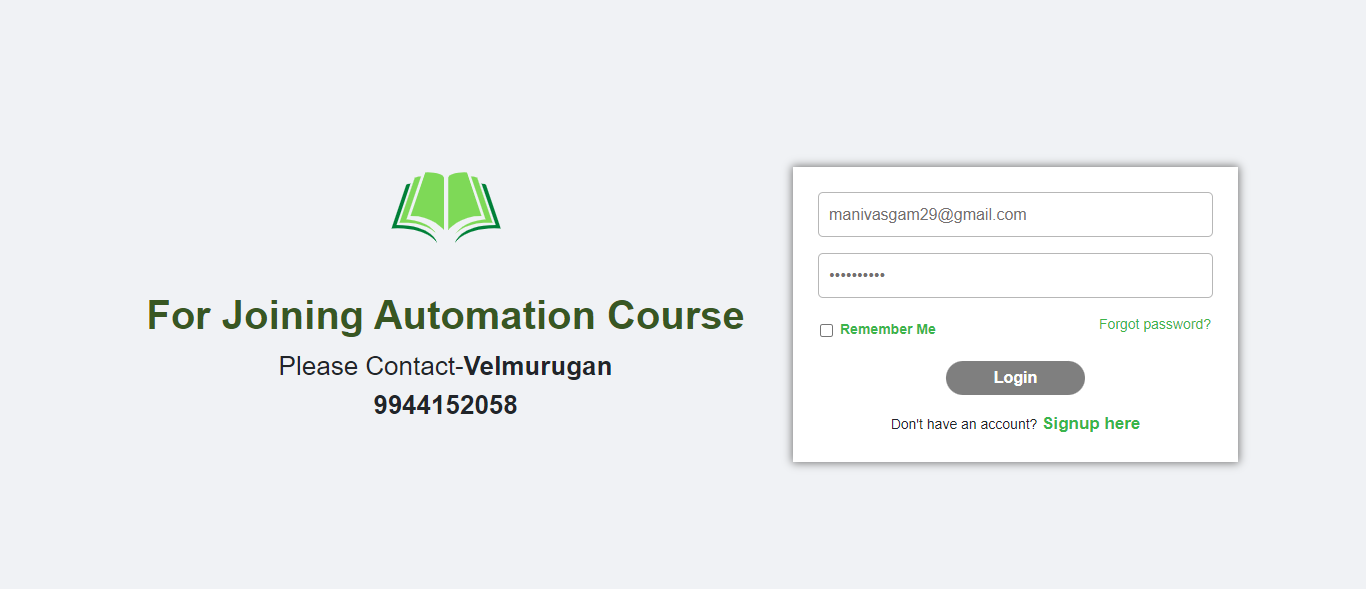 For Joining Automation Course
Please Contact-Velmurugan
9944152058
manivasgam29@gmail.com
••••••••••
Remember Me
Forgot password?
Login
Don't have an account? Signup here